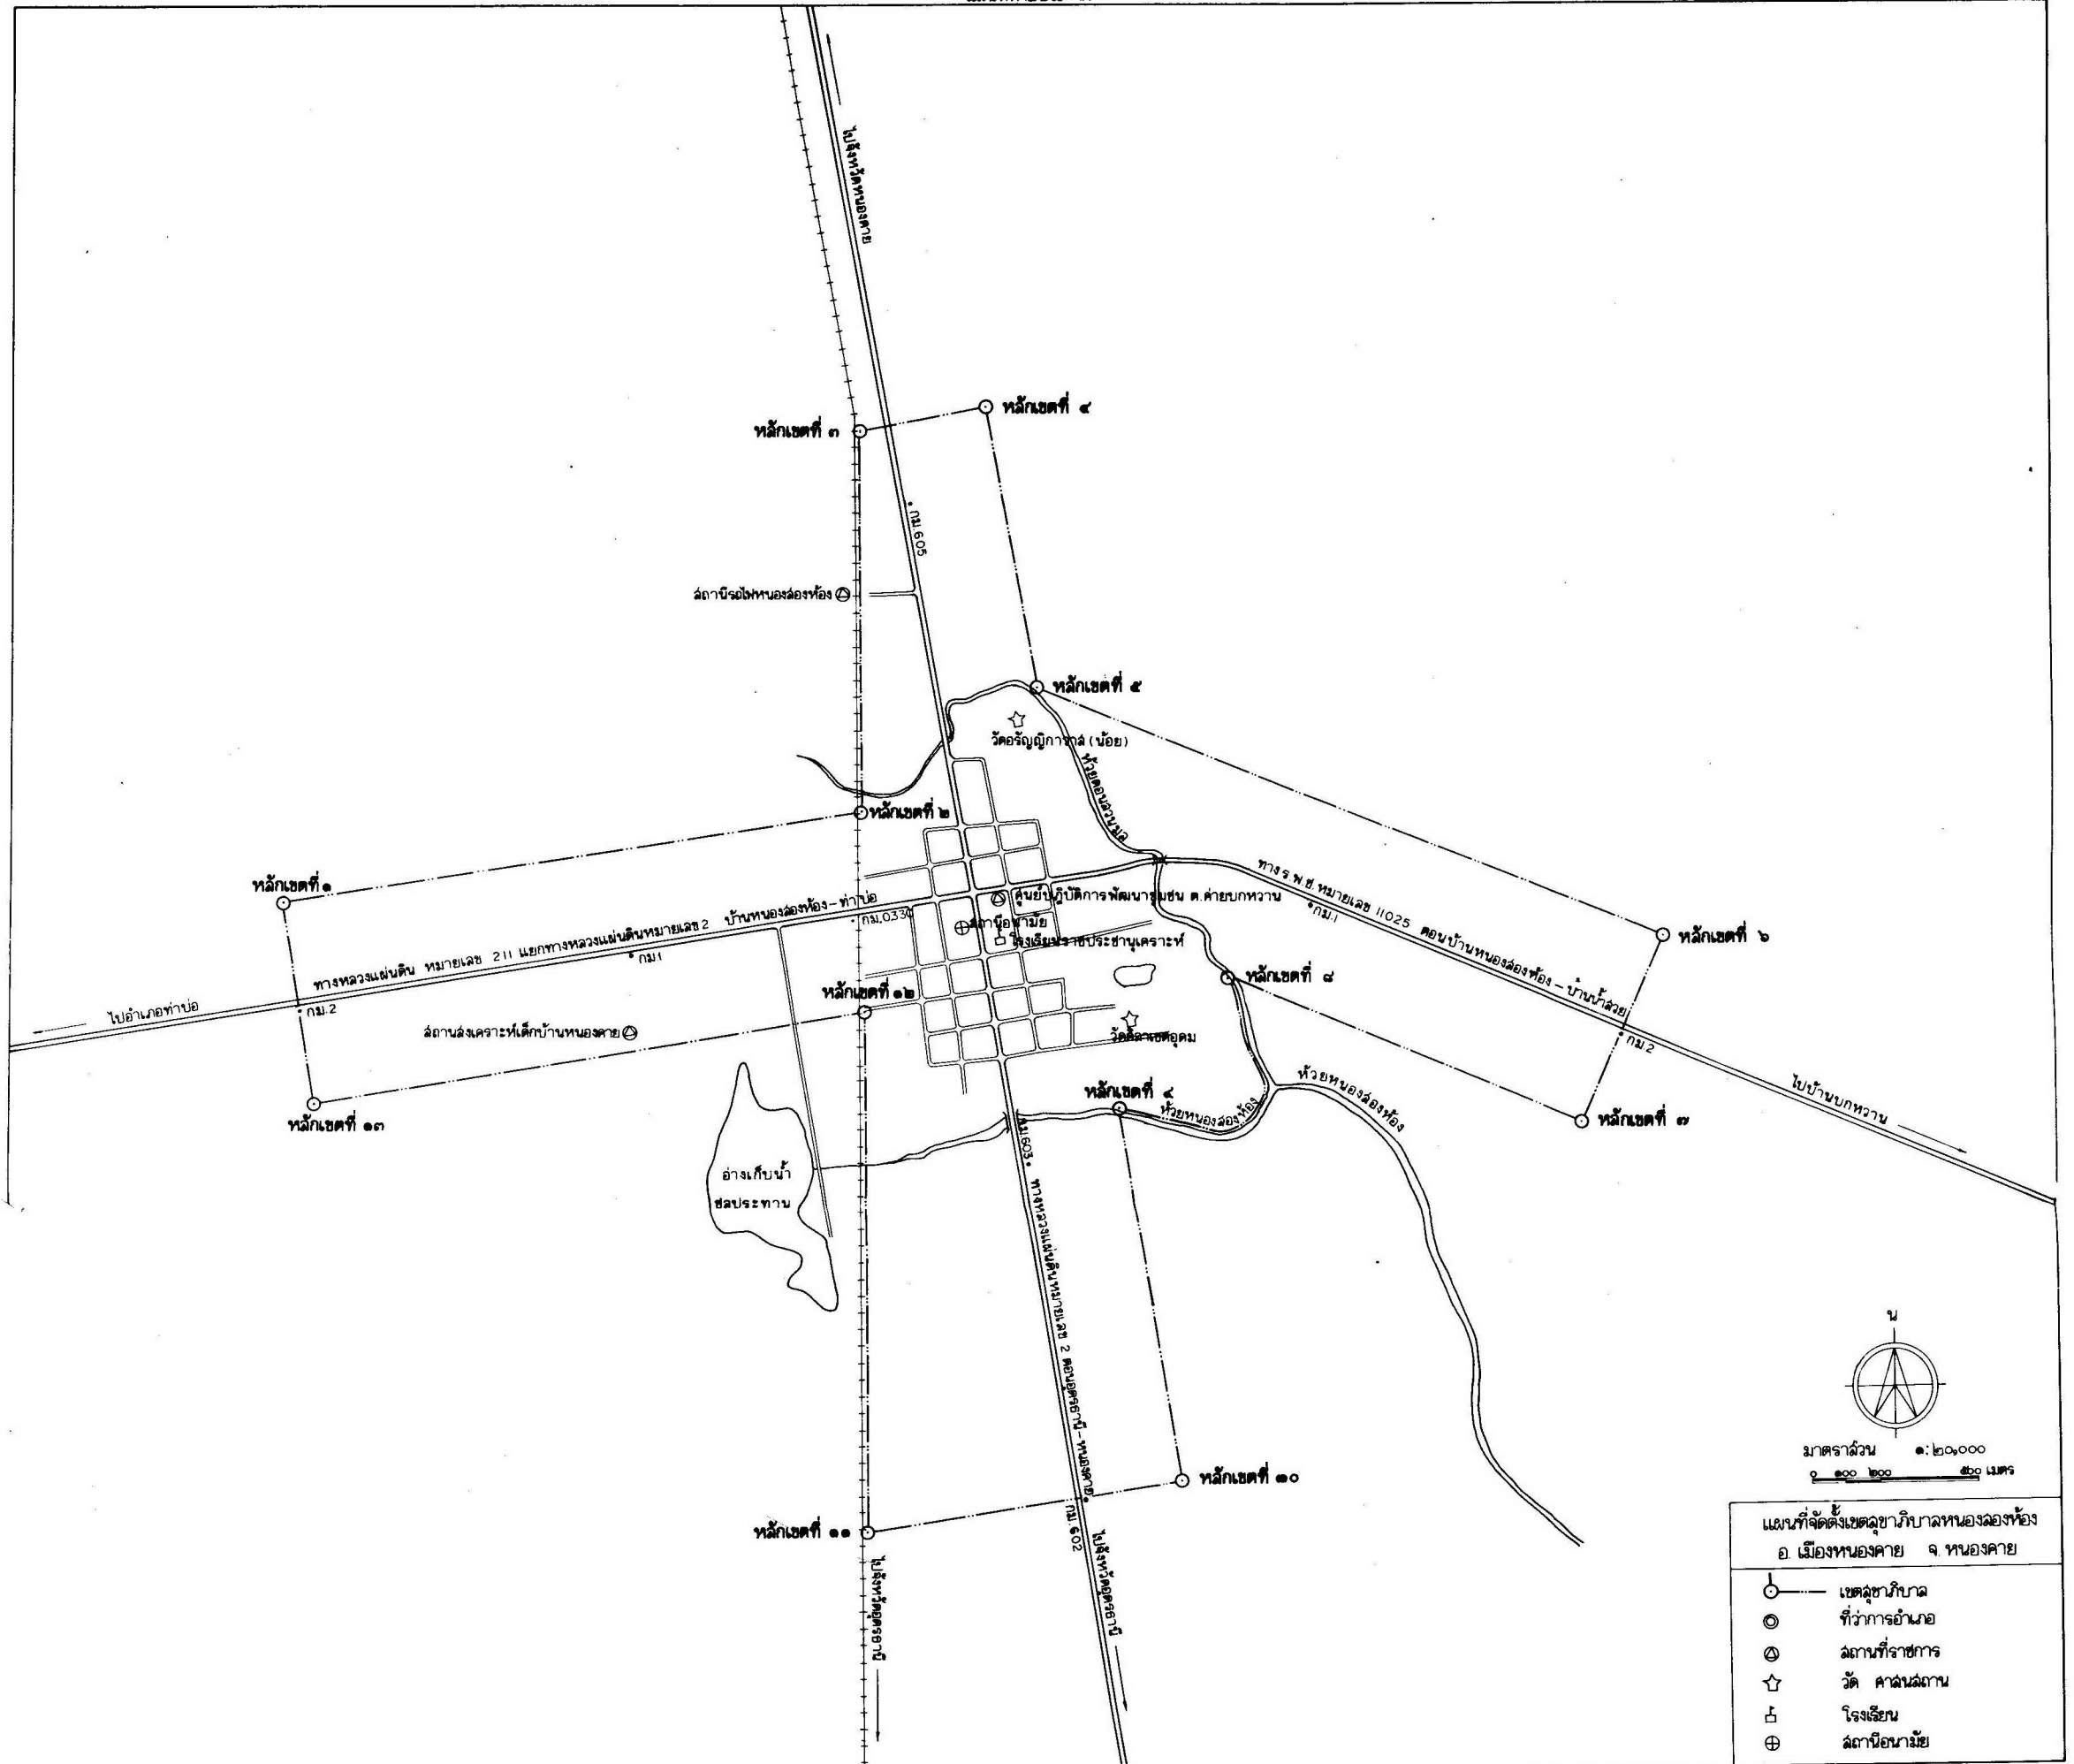 ไปจังหวัดหนองคาย
หลักเขตที่ ๔
หลักเขตที่ ๓
กม.605
สถานีรถไฟหนองสองห้อง
หลักเขตที่ ๕
วัดอรัญญิกาวาส (น้อย)
หลักเขตที่ ๒
หลักเขตที่ ๑
ทาง ร.พ.ช. หมายเลข 11025 ตอนบ้านหนองสองห้อง - บ้านน้ำสวย
กม.1
ศูนย์ปฏิบัติการพัฒนาชุมชน ต.ค่ายบกหวาน
กม.0.330
สถานีอนามัย
โรงเรียนราชประชานุเคราะห์
หลักเขตที่ ๖
ทางหลวงแผ่นดิน หมายเลข 211 แยกทางหลวงแผ่นดินหมายเลข 2 บ้านหนองสองห้อง - ท่าบ่อ
กม.1
หลักเขตที่ ๘
หลักเขตที่ ๑๒
ไปอำเภอท่าบ่อ
กม.2
สถานสงเคราะห์เด็กบ้านหนองคาย
กม.2
ห้วยหนองสองห้อง
หลักเขตที่ ๙
ห้วยหนองสองห้อง
ไปบ้านบกหวาน
หลักเขตที่ ๗
หลักเขตที่ ๑๓
กม.603
อ่างเก็บน้ำ
ชลประทาน
ทางหลวงแผ่นดินหมายเลข 2 ตอนอุดรธานี - หนองคาย
หลักเขตที่ ๑๐
หลักเขตที่ ๑๑
กม.602
ไปจังหวัดอุดรธานี
ไปจังหวัดอุดรธานี
น
มาตราส่วน ๑:๒๐,๐๐๐
๐ ๑๐๐ ๒๐๐ ๕๐๐ เมตร
แผนที่จัดตั้งเขตสุขาภิบาลหนองสองห้อง
อ. เมืองหนองคาย จ. หนองคาย
เขตสุขาภิบาล
ที่ว่าการอำเภอ
สถานที่ราชการ
วัด ศาสนสถาน
โรงเรียน
สถานีอนามัย